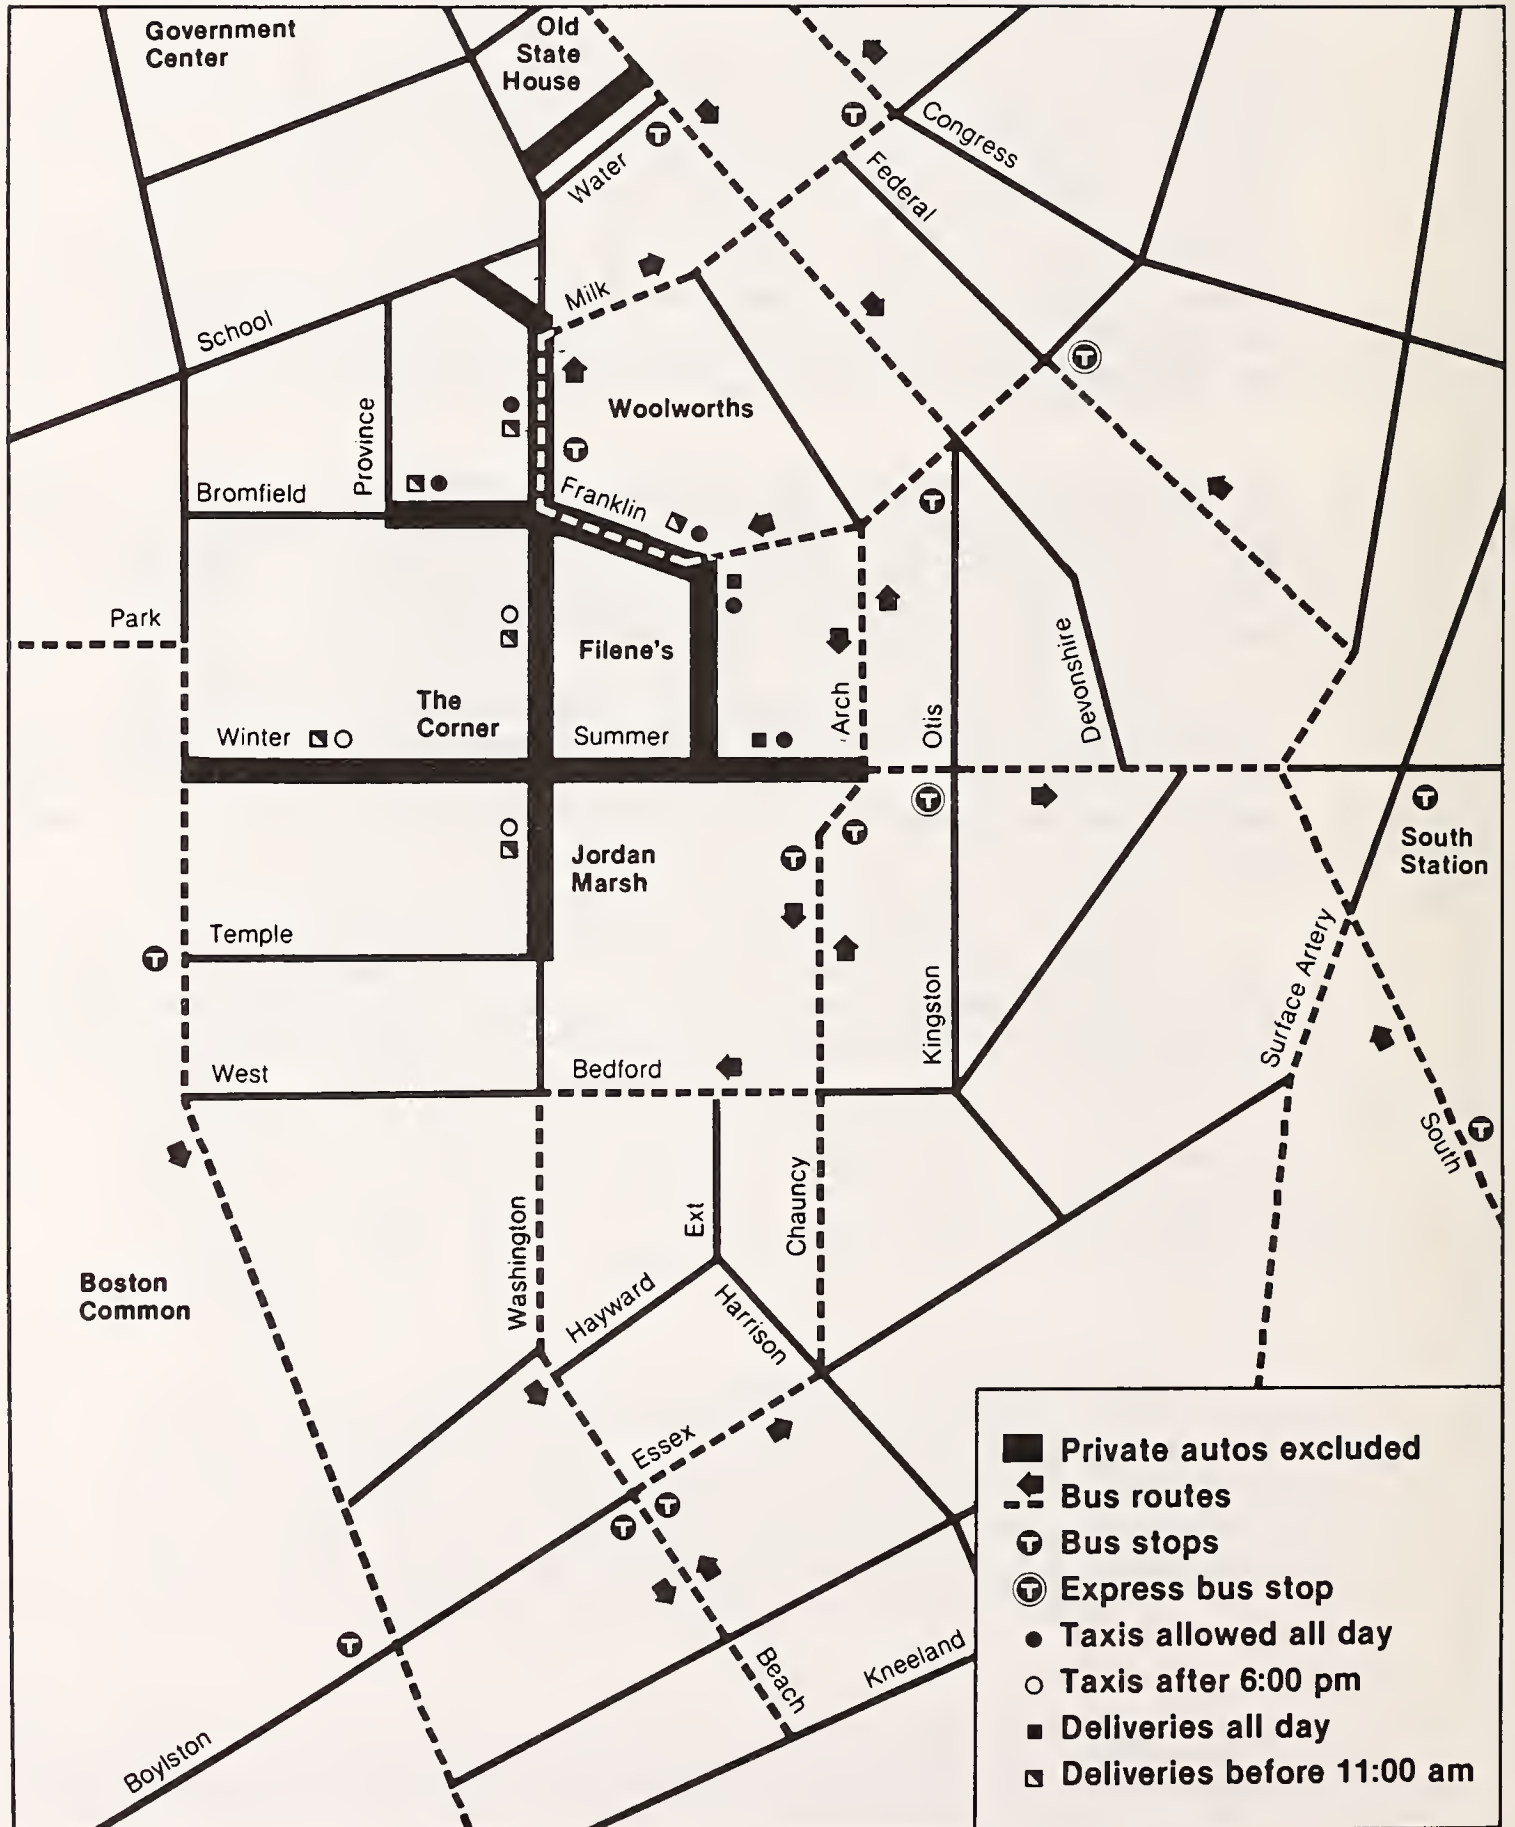 Government
Center
Old
State
House
Congress
Water
Federal
Milk
School
Woolworths
Province
Bromfield
Franklin
Park
Filene's
The
Corner
Winter
Summer
Arch
Otis
Devonshire
Jordan
Marsh
South
Station
Temple
Kingston
Surface Artery
West
Bedford
South
Boston
Common
Washington
Ext
Chauncy
Hayward
Harrison
Essex
Beach
Kneeland
Boylston
Private autos excluded
Bus routes
T Bus stops
T Express bus stop
Taxis allowed all day
Taxis after 6:00 pm
Deliveries all day
Deliveries before 11:00 am